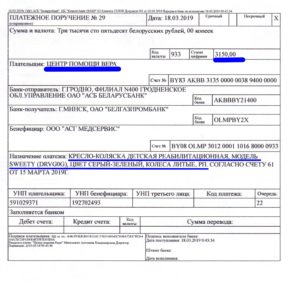 ПЛАТЕЖНОЕ ПОРУЧЕНИЕ № 29
Дата 18.03.2019
Срочный
Несрочный
X
Сумма и валюта: Три тысячи сто пятьдесят белорусских рублей, 00 копеек
Код валюты
933
Сумма цифрами
3150,00
Плательщик: ЦЕНТР ПОМОЩИ ВЕРА
Счет №
BY83 AKBB 3135 0000 0038 9400 0000
Банк-отправитель: Г.ГРОДНО, ФИЛИАЛ N400 ГРОДНЕНСКОЕ
ОБЛ.УПРАВЛЕНИЕ ОАО "АСБ БЕЛАРУСБАНК"
Код банка
AKBBBY21400
Банк-получатель: Г.МИНСК, ОАО "БЕЛГАЗПРОМБАНК"
Код банка
OLMPBY2X
Бенефициар: ООО "АСТ МЕДСЕРВИС"
Счет №
BY08 OLMP 3012 0001 1016 8000 0933
Назначение платежа: КРЕСЛО-КОЛЯСКА ДЕТСКАЯ РЕАБИЛИТАЦИОННАЯ, МОДЕЛЬ
SWEETY (DRVG0G), ЦВЕТ СЕРЫЙ-ЗЕЛЕНЫЙ, КОЛЕСА ЛИТЫЕ, РП, СОГЛАСНО СЧЕТУ 61
ОТ 15 МАРТА 2019Г.
УНП плательщика
УНП бенефициара
УНП третьего лица
Код платежа
Очередь
591029371
192702493
22
Заполняется банком
Дебет счета:
Кредит счета:
Код валюты
Сумма перевода: